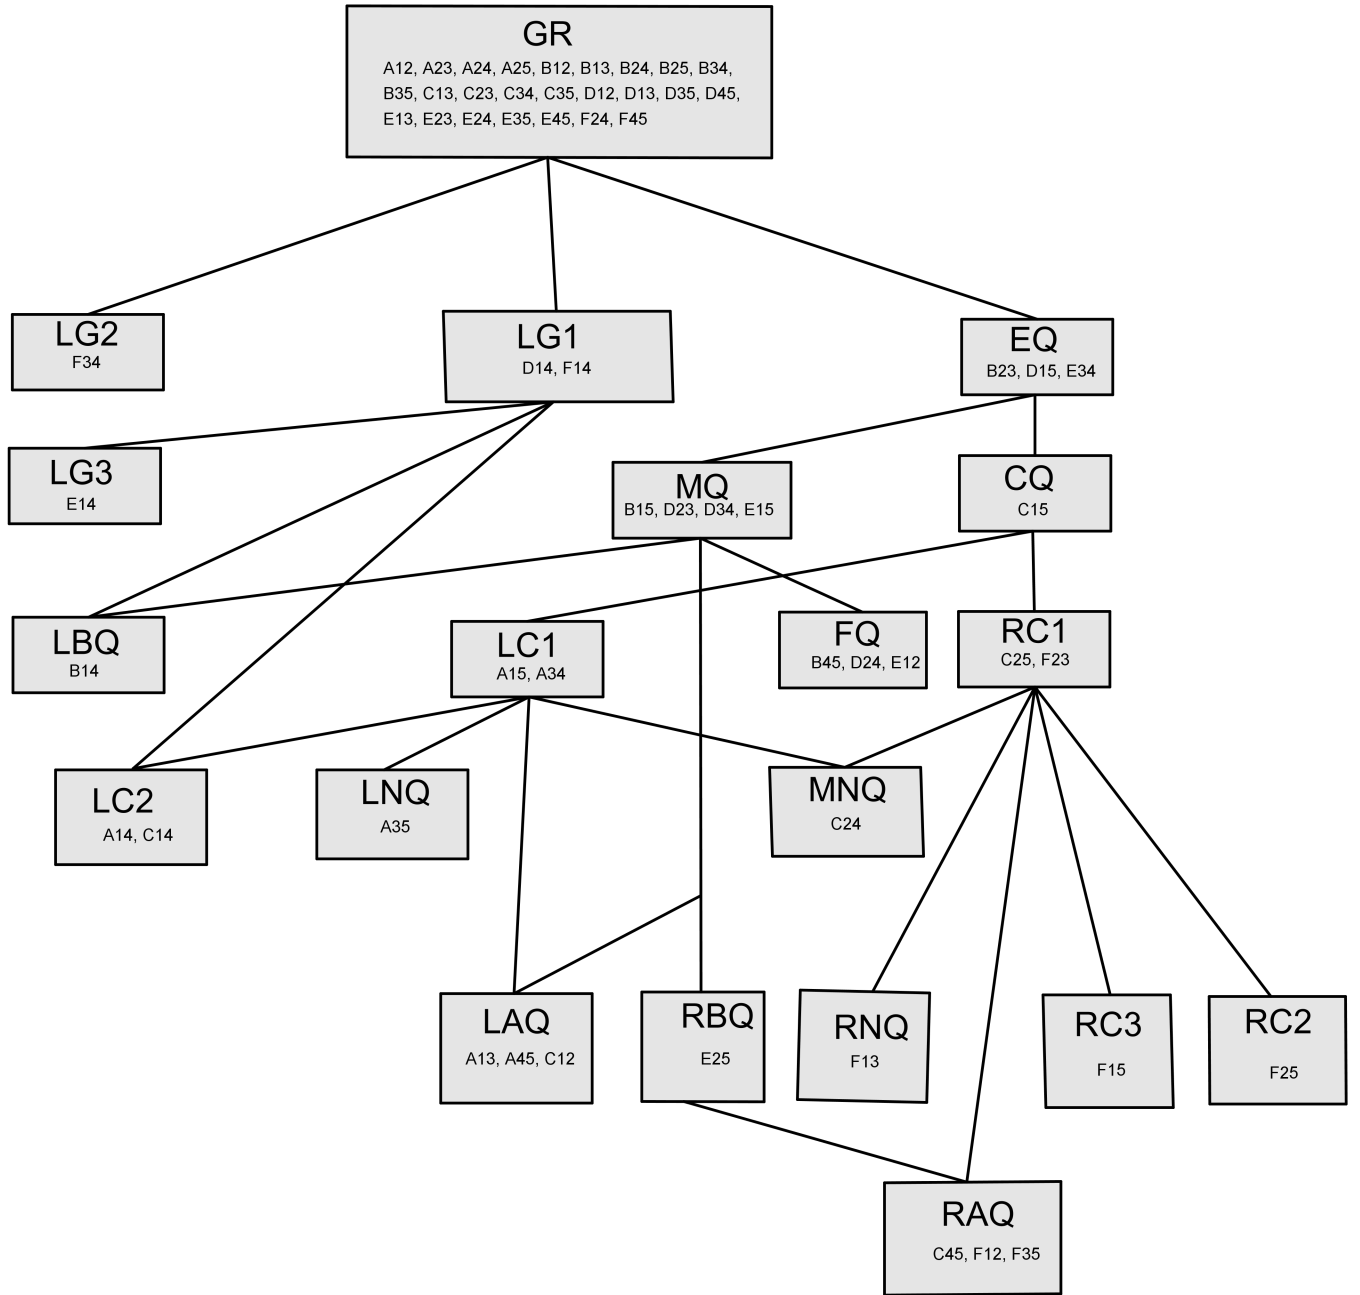 GR
A12, A23, A24, A25, B12, B13, B24, B25, B34,
B35, C13, C23, C34, C35, D12, D13, D35, D45,
E13, E23, E24, E35, E45, F24, F45
LG2
F34
LG1
D14, F14
EQ
B23, D15, E34
LG3
E14
MQ
B15, D23, D34, E15
CQ
C15
LBQ
B14
LC1
A15, A34
FQ
B45, D24, E12
RC1
C25, F23
LC2
A14, C14
LNQ
A35
MNQ
C24
LAQ
A13, A45, C12
RBQ
E25
RNQ
F13
RC3
F15
RC2
F25
RAQ
C45, F12, F35